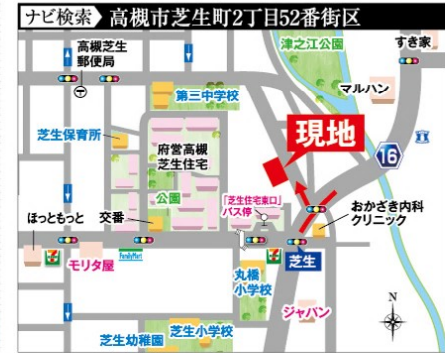 ナビ検索 高槻市芝生町2丁目52番街区
高槻芝生
郵便局
津之江公園
すき家
マルハン
第三中学校
芝生保育所
府営高槻
芝生住宅
現地
16
公園
「芝生住宅東口」
バス停
おかざき内科
クリニック
ほっともっと
交番
モリタ屋
FamilyMart
芝生
丸橋
小学校
ジャパン
芝生幼稚園
芝生小学校
N